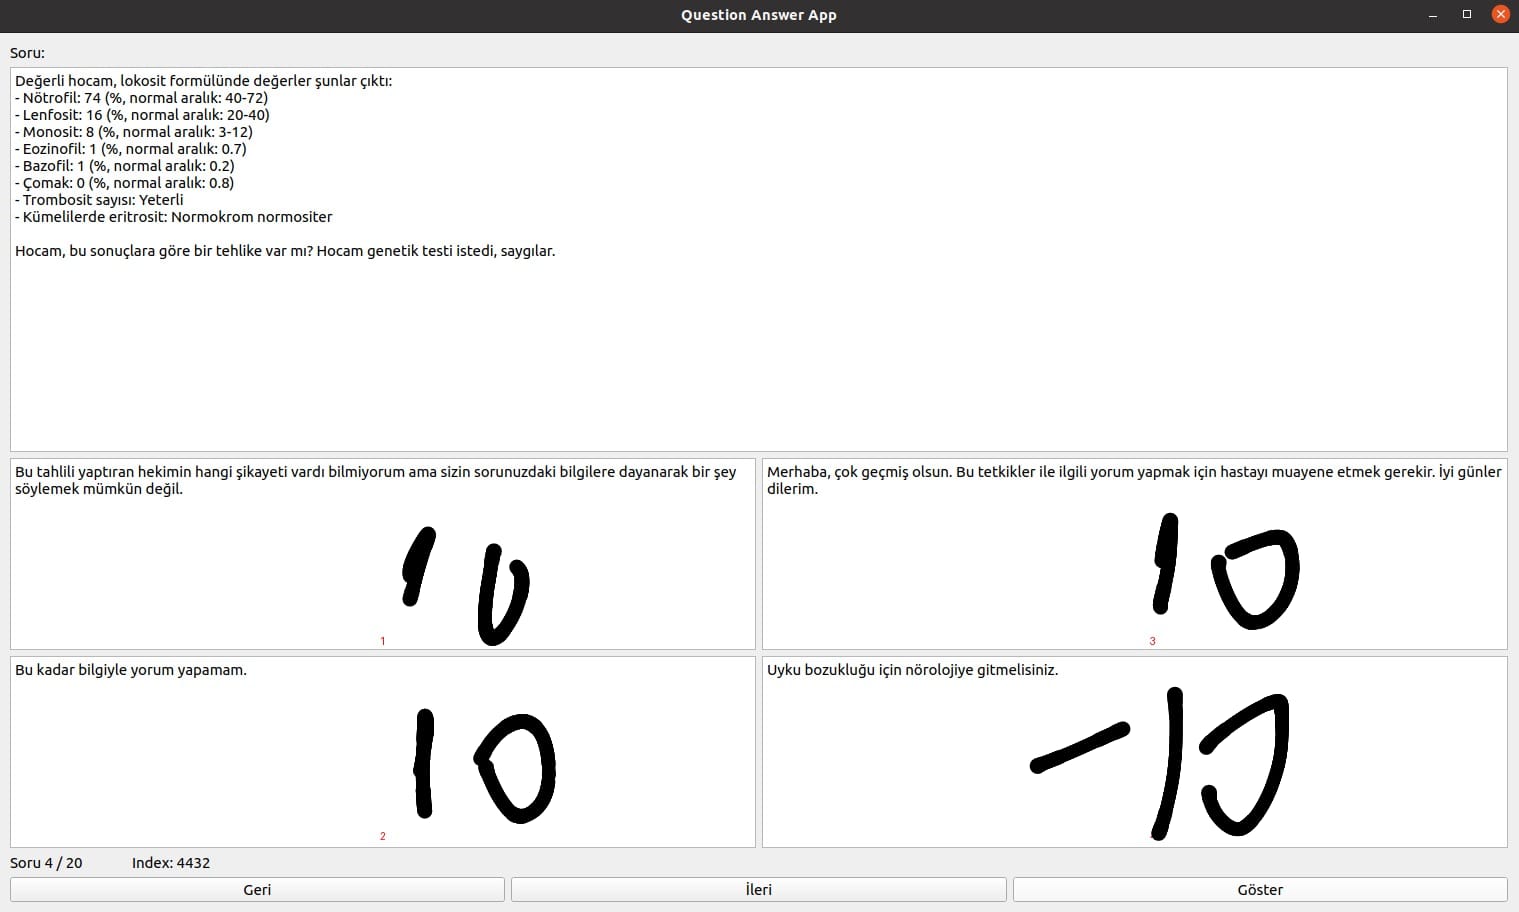 Question Answer App
Soru:
Değerli hocam, lokosit formülünde değerler şunlar çıktı:
- Nötrofil: 74 (%, normal aralık: 40-72)
- Lenfosit: 16 (%, normal aralık: 20-40)
- Monosit: 8 (%, normal aralık: 3-12)
- Eozinofil: 1 (%, normal aralık: 0.7)
- Bazofil: 1 (%, normal aralık: 0.2)
- Çomak: 0 (%, normal aralık: 0.8)
- Trombosit sayısı: Yeterli
- Kümelilerde eritrosit: Normokrom normositer
Hocam, bu sonuçlara göre bir tehlike var mı? Hocam genetik testi istedi, saygılar.
Bu tahlili yaptıran hekimin hangi şikayeti vardı bilmiyorum ama sizin sorunuzdaki bilgilere dayanarak bir şey
söylemek mümkün değil.
10
1
Merhaba, çok geçmiş olsun. Bu tetkikler ile ilgili yorum yapmak için hastayı muayene etmek gerekir. İyi günler
dilerim.
10
3
Bu kadar bilgiyle yorum yapamam.
10
2
Uyku bozukluğu için nörolojiye gitmelisiniz.
-10
Soru 4 / 20 Index: 4432
Geri İleri Göster